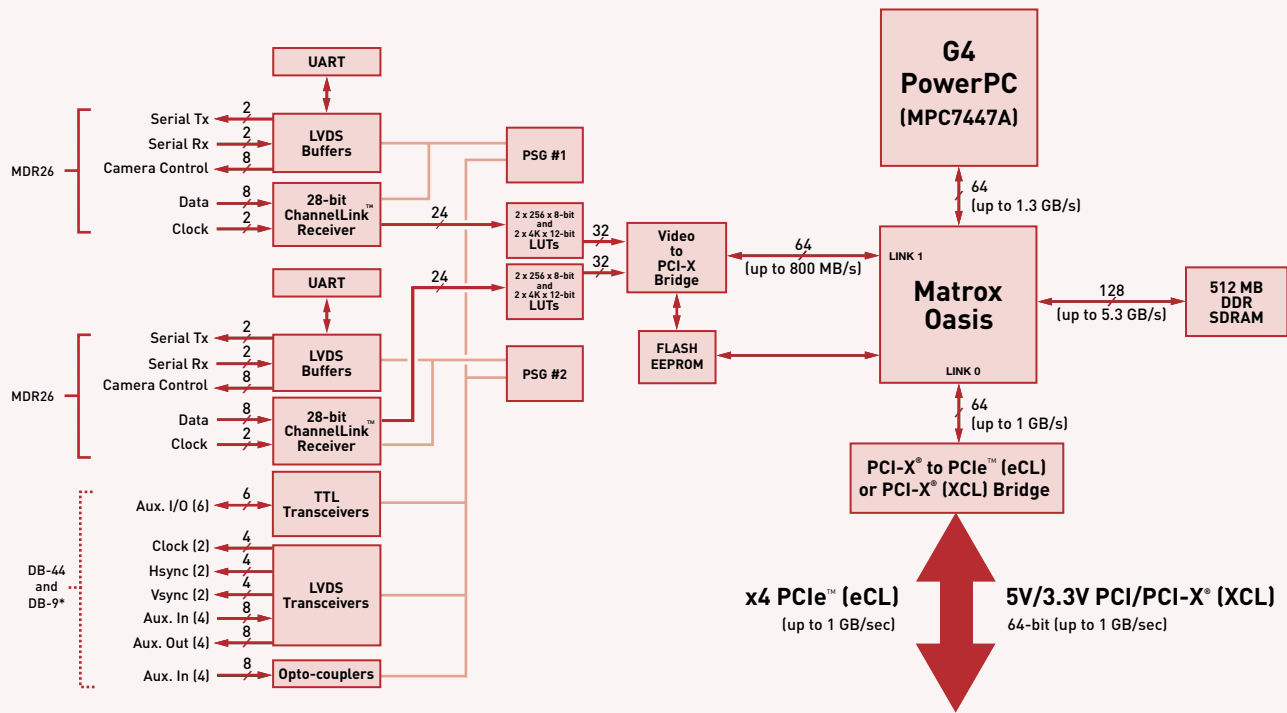 UART
MDR26
Serial Tx
2
Serial Rx
2
Camera Control
8
LVDS
Buffers
Data
8
Clock
2
28-bit
ChannelLink™
Receiver
24
PSG #1
2 x 256 x 8-bit
and
2 x 4K x 12-bit
LUTs
32
24
2 x 256 x 8-bit
and
2 x 4K x 12-bit
LUTs
32
UART
MDR26
Serial Tx
2
Serial Rx
2
Camera Control
8
LVDS
Buffers
Data
8
Clock
2
28-bit
ChannelLink™
Receiver
PSG #2
DB-44
and
DB-9*
Aux. I/O (6)
6
TTL
Transceivers
Clock (2)
4
Hsync (2)
4
Vsync (2)
4
Aux. In (4)
8
Aux. Out (4)
8
LVDS
Transceivers
Aux. In (4)
8
Opto-couplers
Video
to
PCI-X
Bridge
64
(up to 800 MB/s)
FLASH
EEPROM
G4
PowerPC
(MPC7447A)
64
(up to 1.3 GB/s)
LINK 1
Matrox
Oasis
LINK 0
128
(up to 5.3 GB/s)
512 MB
DDR
SDRAM
64
(up to 1 GB/s)
PCI-X® to PCIe™ (eCL)
or PCI-X® (XCL) Bridge
x4 PCIe™ (eCL)
(up to 1 GB/sec)
5V/3.3V PCI/PCI-X® (XCL)
64-bit (up to 1 GB/sec)